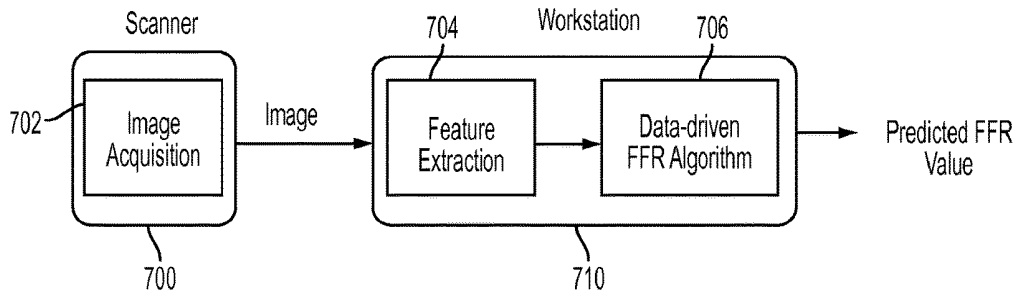 Scanner
Workstation
704
706
702
Image
Acquisition
Image
Feature
Extraction
Data-driven
FFR Algorithm
Predicted FFR
Value
700
710